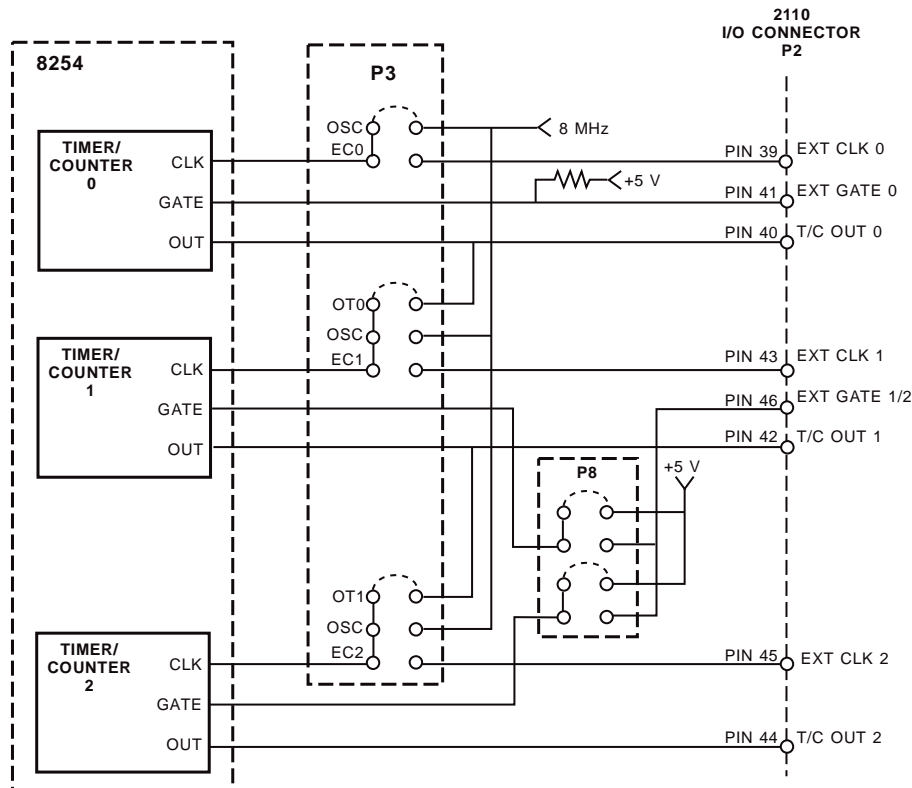 2110
I/O CONNECTOR
P2
8254
P3
TIMER/
COUNTER
0
CLK
GATE
OUT
OSC
EC0
8 MHz
+5 V
PIN 39
EXT CLK 0
PIN 41
EXT GATE 0
PIN 40
T/C OUT 0
TIMER/
COUNTER
1
CLK
GATE
OUT
OT0
OSC
EC1
PIN 43
EXT CLK 1
PIN 46
EXT GATE 1/2
PIN 42
T/C OUT 1
P8
+5 V
OT1
OSC
EC2
TIMER/
COUNTER
2
CLK
GATE
OUT
PIN 45
EXT CLK 2
PIN 44
T/C OUT 2